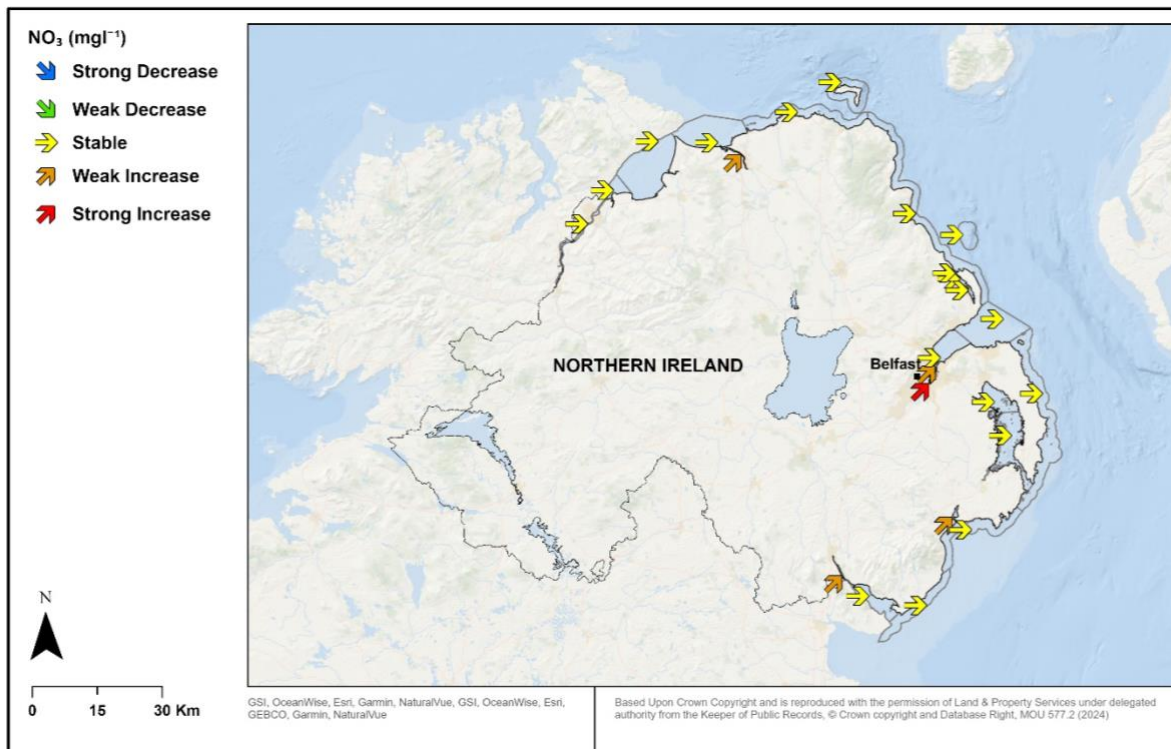 NO₃ (mgl⁻¹)
Strong Decrease
Weak Decrease
Stable
Weak Increase
Strong Increase
NORTHERN IRELAND
Belfast
N
0 15 30 Km
GSI, OceanWise, Esri, Garmin, NaturalVue, GSI, OceanWise, Esri,
GEBCO, Garmin, NaturalVue
Based Upon Crown Copyright and is reproduced with the permission of Land & Property Services under delegated
authority from the Keeper of Public Records, © Crown copyright and Database Right, MOU 577.2 (2024)